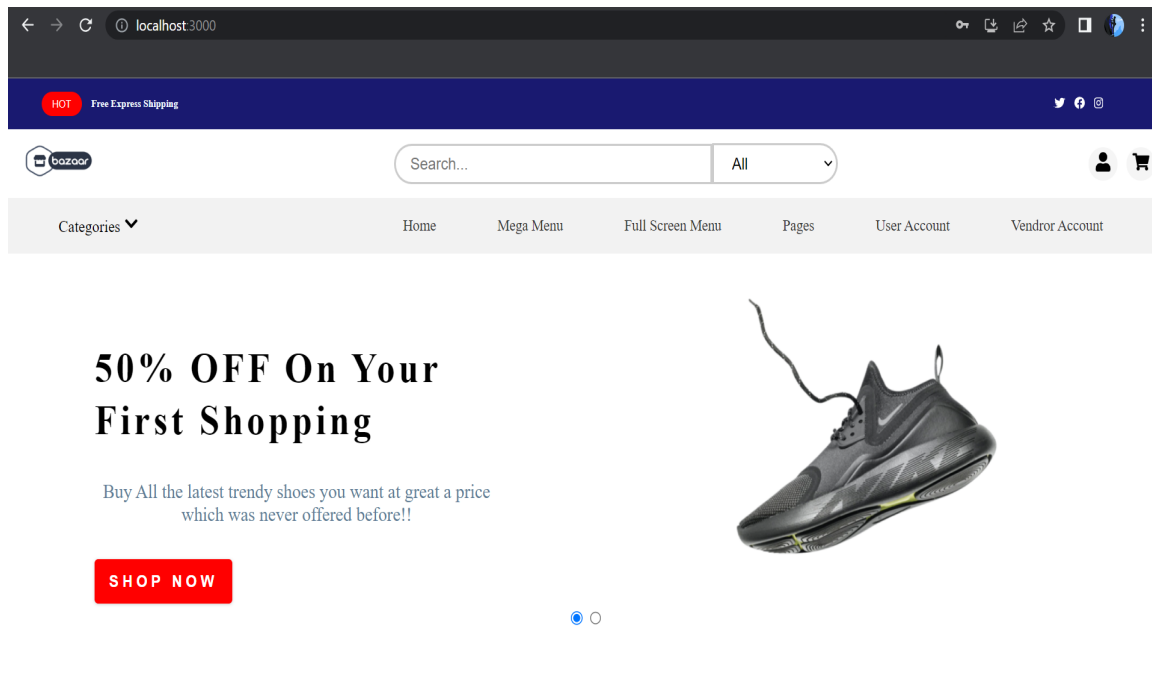 localhost:3000
HOT Free Express Shipping
bazaar
Search... All
Categories Home Mega Menu Full Screen Menu Pages User Account Vendror Account
50% OFF On Your
First Shopping
Buy All the latest trendy shoes you want at great a price
which was never offered before!!
SHOP NOW